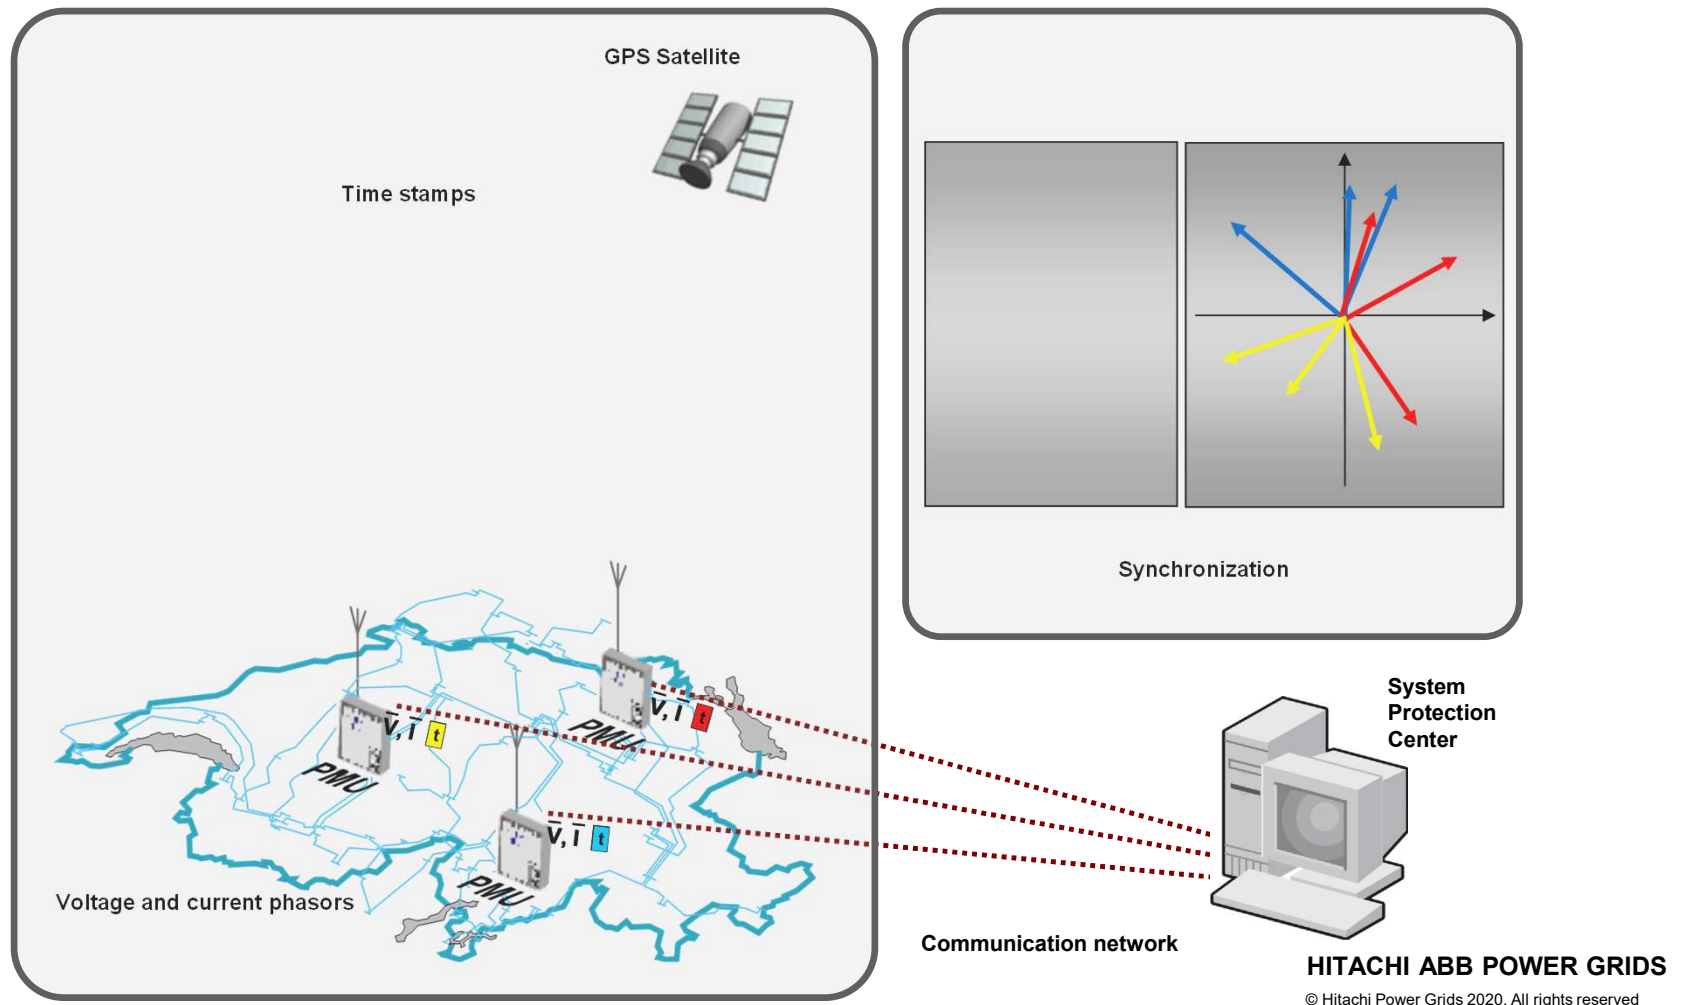 GPS Satellite
Time stamps
v, i t
PMU
v, i t
PMU
v, i t
PMU
Voltage and current phasors
Synchronization
System
Protection
Center
Communication network
HITACHI ABB POWER GRIDS
© Hitachi Power Grids 2020. All rights reserved